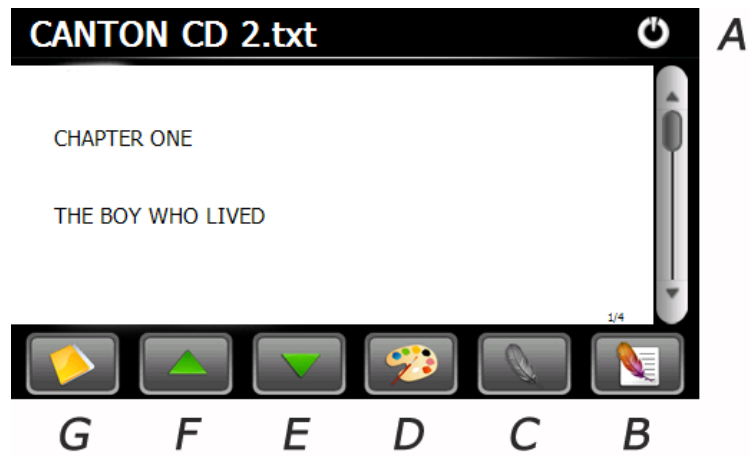 CANTON CD 2.txt
A
CHAPTER ONE
THE BOY WHO LIVED
1/4
G F E D C B